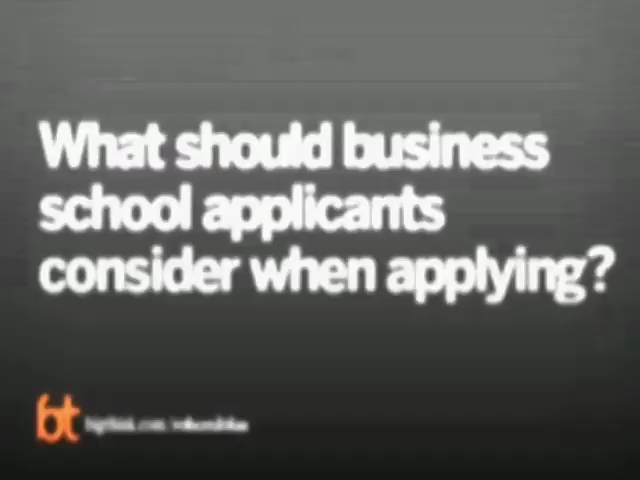 What should business
school applicants
consider when applying?
bt